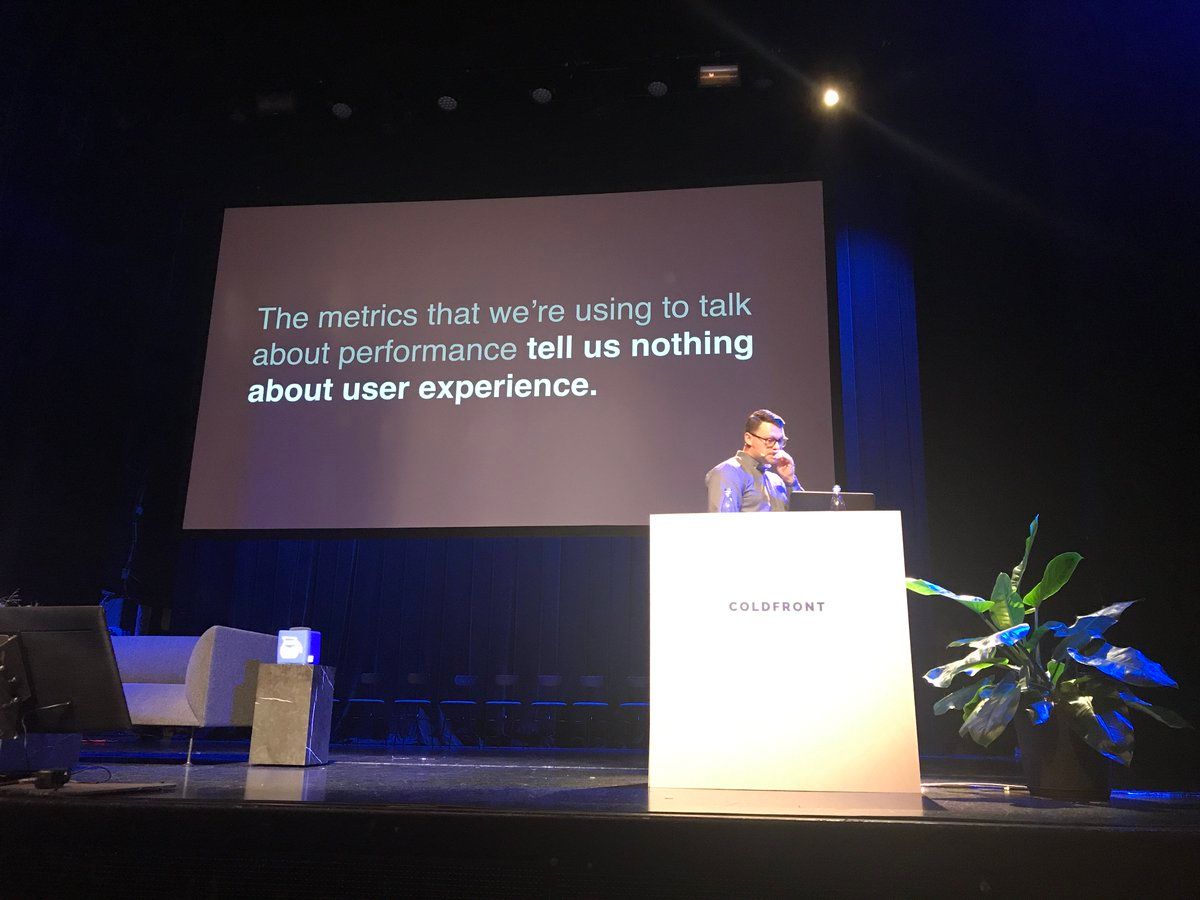 The metrics that we're using to talk
about performance tell us nothing
about user experience.
COLDFRONT